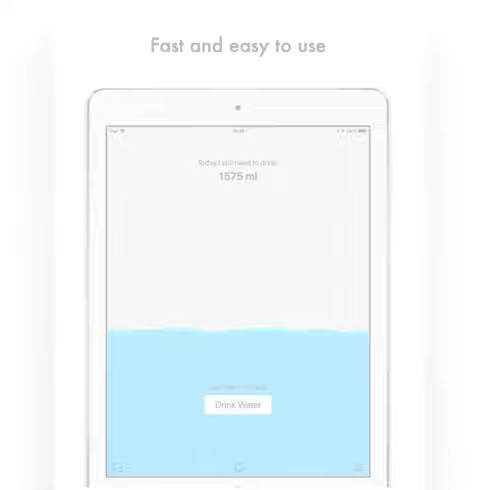 Fast and easy to use
Today I still need to drink
1575 ml
Drink Water